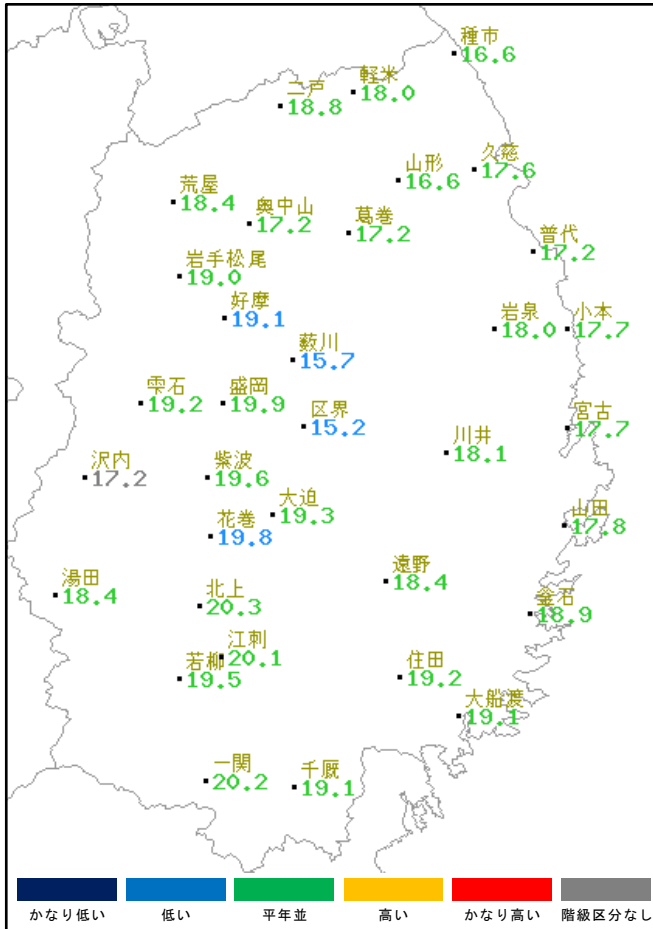 種市
16.6
軽米
18.0
二戸
18.8
久慈
17.6
山形
16.6
荒屋
18.4
奥中山
17.2
葛巻
17.2
普代
17.2
岩手松尾
19.0
好摩
19.1
岩泉
18.0
小本
17.7
薮川
15.7
雫石
19.2
盛岡
19.9
区界
15.2
宮古
17.7
川井
18.1
沢内
17.2
紫波
19.6
大迫
19.3
山田
17.8
花巻
19.8
遠野
18.4
湯田
18.4
北上
20.3
釜石
18.9
江刺
20.1
若柳
19.5
住田
19.2
大船渡
19.1
一関
20.2
千厩
19.1
かなり低い
低い
平年並
高い
かなり高い
階級区分なし